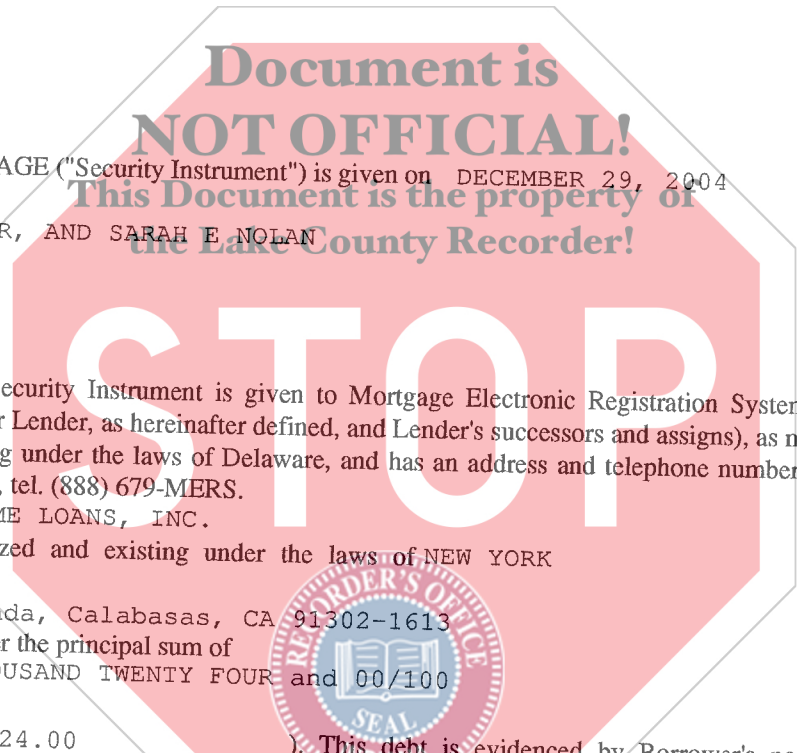 Document is
NOT OFFICIAL!
AGE ("Security Instrument") is given on DECEMBER 29, 2004
This Document is the property of
R, AND SARAH E NOLAN
the Lake County Recorder!
STOP
ecurity Instrument is given to Mortgage Electronic Registration System
r Lender, as hereinafter defined, and Lender's successors and assigns), as n
g under the laws of Delaware, and has an address and telephone number
, tel. (888) 679-MERS.
ME LOANS, INC.
zed and existing under the laws of NEW YORK
da, Calabasas, CA 91302-1613
r the principal sum of
OUSAND TWENTY FOUR and 00/100
RECORDER'S OFFICE
SEAL
24.00 ). This debt is evidenced by Borrower's